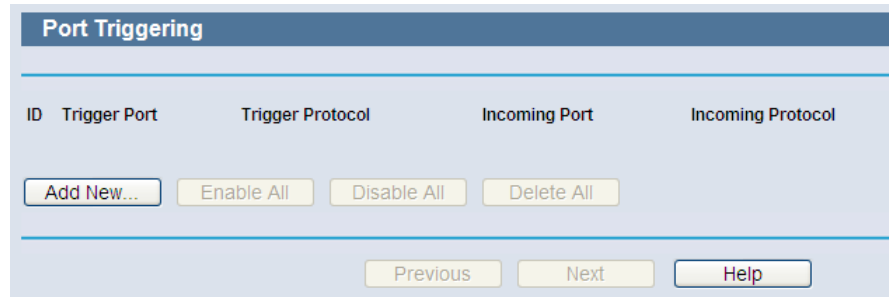 Port Triggering
ID Trigger Port Trigger Protocol Incoming Port Incoming Protocol
Add New... Enable All Disable All Delete All
Previous Next Help